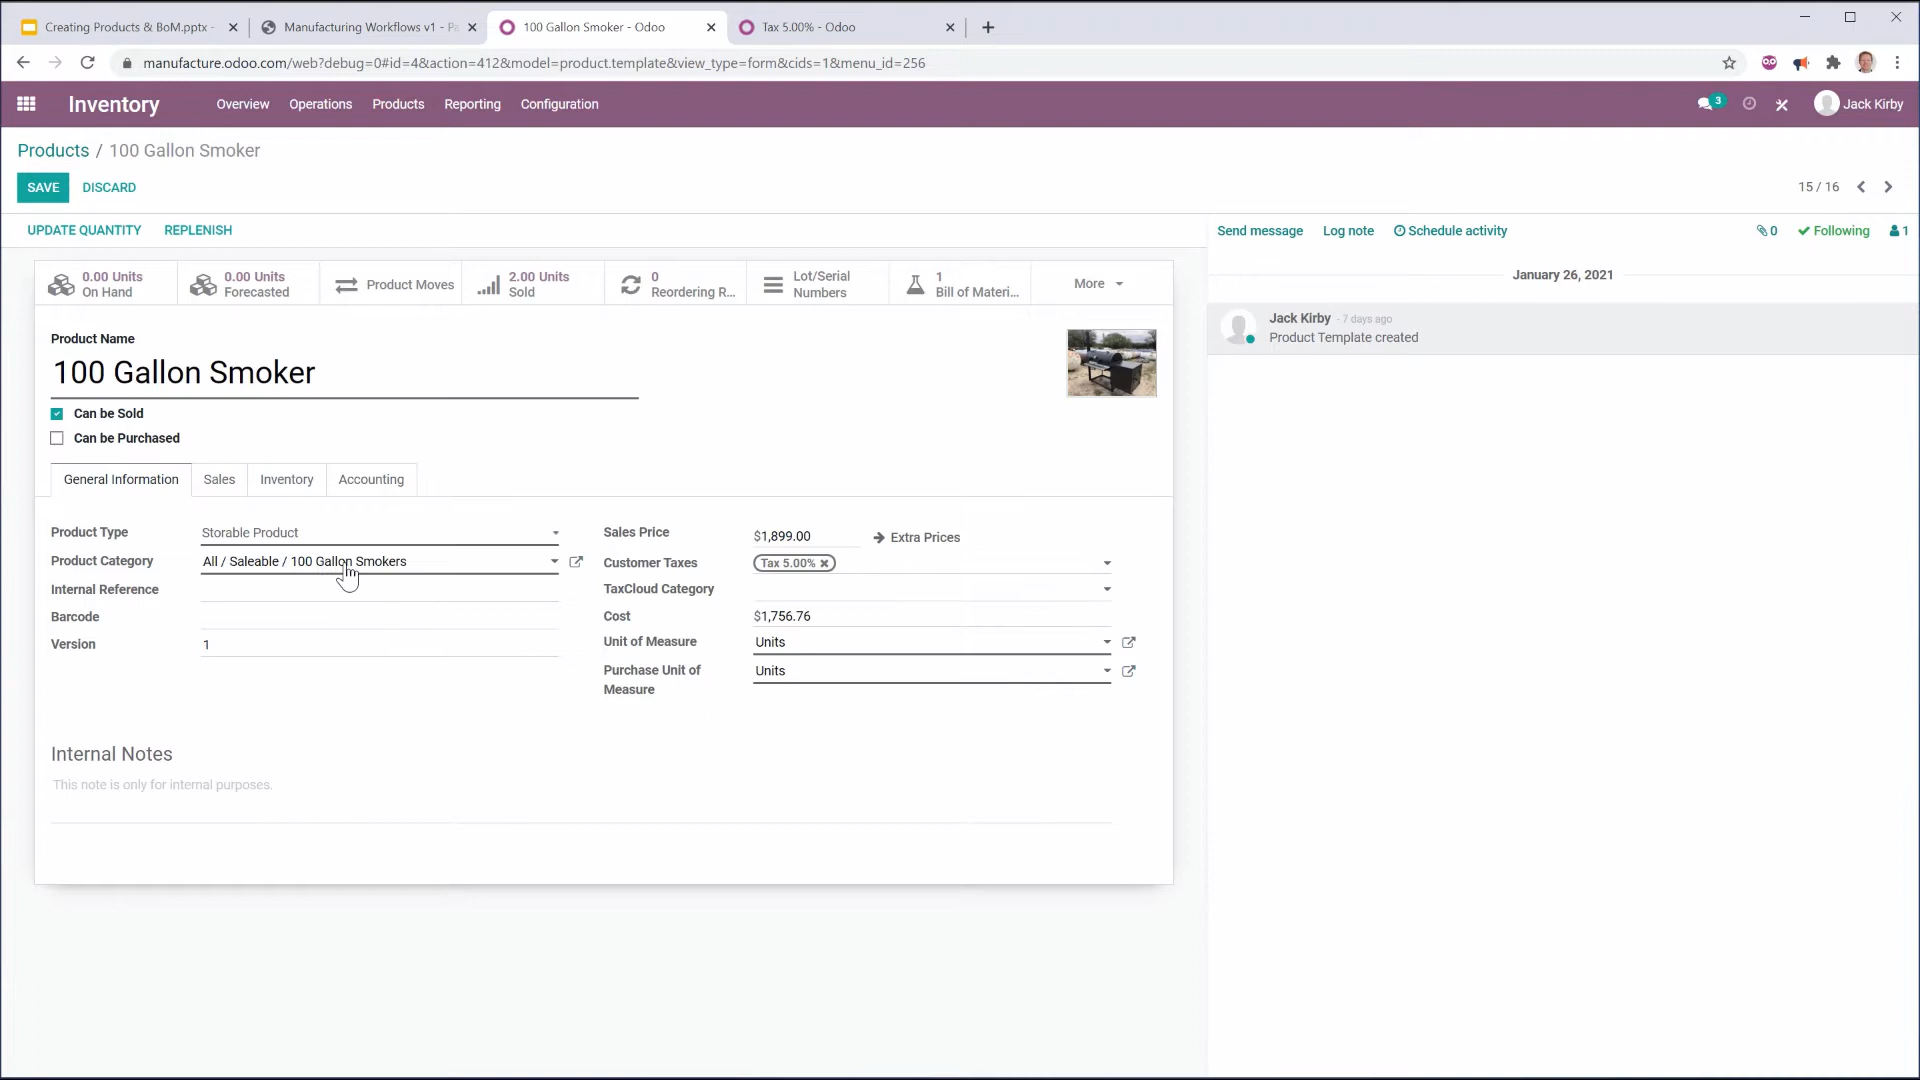 Creating Products & BoM.pptx -
Manufacturing Workflows v1 - Pa
100 Gallon Smoker - Odoo
Tax 5.00% - Odoo
manufacture.odoo.com/web?debug=0#id=4&action=412&model=product.template&view_type=form&cids=1&menu_id=256
Inventory
Overview
Operations
Products
Reporting
Configuration
3
Jack Kirby
Products / 100 Gallon Smoker
SAVE
DISCARD
15 / 16
UPDATE QUANTITY
REPLENISH
Send message
Log note
Schedule activity
0
Following
1
0.00 Units
On Hand
0.00 Units
Forecasted
Product Moves
2.00 Units
Sold
0
Reordering R...
Lot/Serial
Numbers
1
Bill of Materi...
More
January 26, 2021
Jack Kirby - 7 days ago
Product Template created
Product Name
100 Gallon Smoker
Can be Sold
Can be Purchased
General Information
Sales
Inventory
Accounting
Product Type
Storable Product
Product Category
All / Saleable / 100 Gallon Smokers
Internal Reference
Barcode
Version
1
Sales Price
$1,899.00
Extra Prices
Customer Taxes
Tax 5.00%
TaxCloud Category
Cost
$1,756.76
Unit of Measure
Units
Purchase Unit of
Measure
Units
Internal Notes
This note is only for internal purposes.